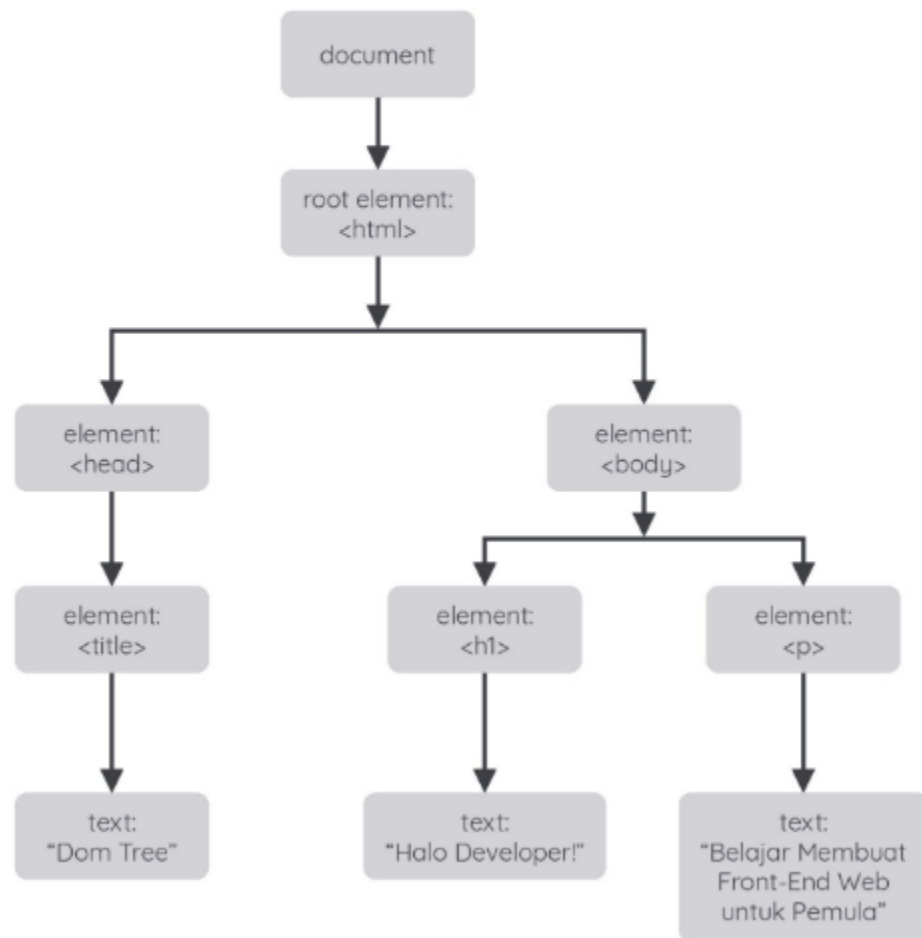 document
root element:
<html>
element:
<head>
element:
<body>
element:
<title>
element:
<h1>
element:
<p>
text:
“Dom Tree”
text:
“Halo Developer!”
text:
“Belajar Membuat
Front-End Web
untuk Pemula”